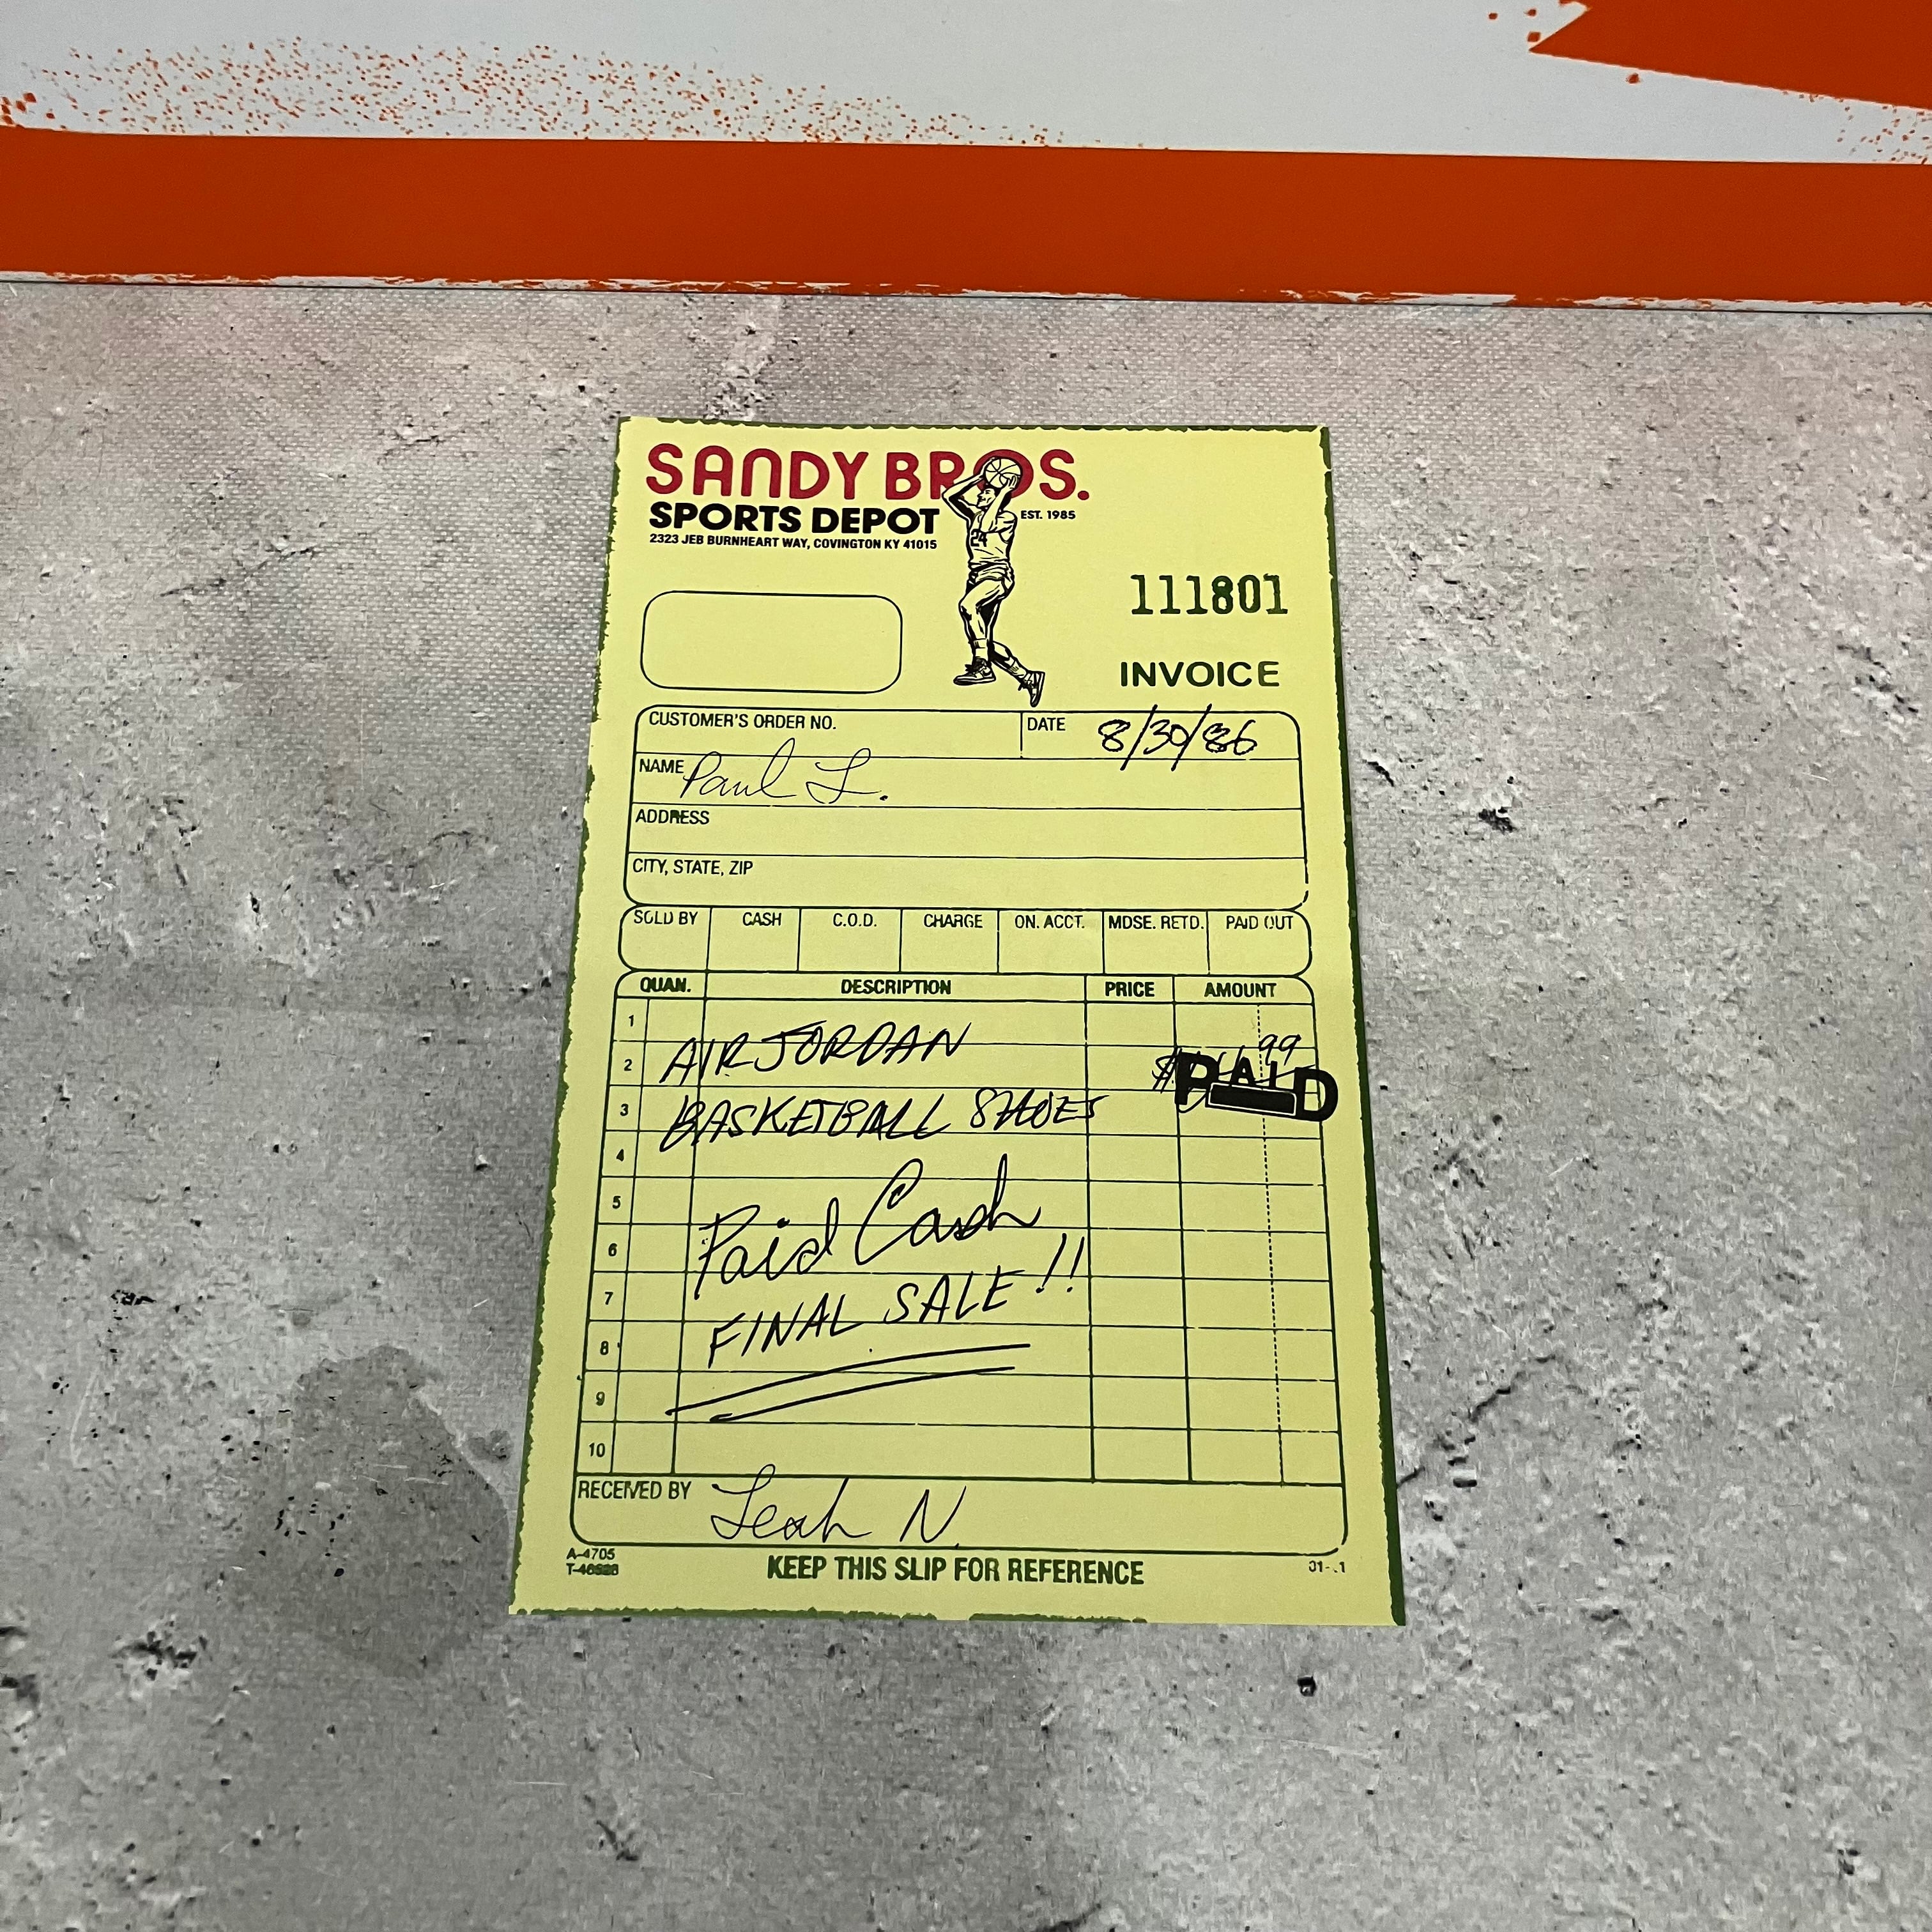 SANDY BROS.
SPORTS DEPOT
EST. 1985
2323 JEB BURNHEART WAY, COVINGTON KY 41015
24
111801
INVOICE
CUSTOMER'S ORDER NO. DATE 8/30/86
NAME Paul L.
ADDRESS
CITY, STATE, ZIP
SOLD BY CASH C.O.D. CHARGE ON. ACCT. MDSE. RETD. PAID OUT
QUAN. DESCRIPTION PRICE AMOUNT
1
2 AIR JORDAN
PAID
3 BASKETBALL SHOES
4
5
Paid Cash
6
7
FINAL SALE!!
8
9
10
RECEIVED BY Leah N.
A-4705
KEEP THIS SLIP FOR REFERENCE